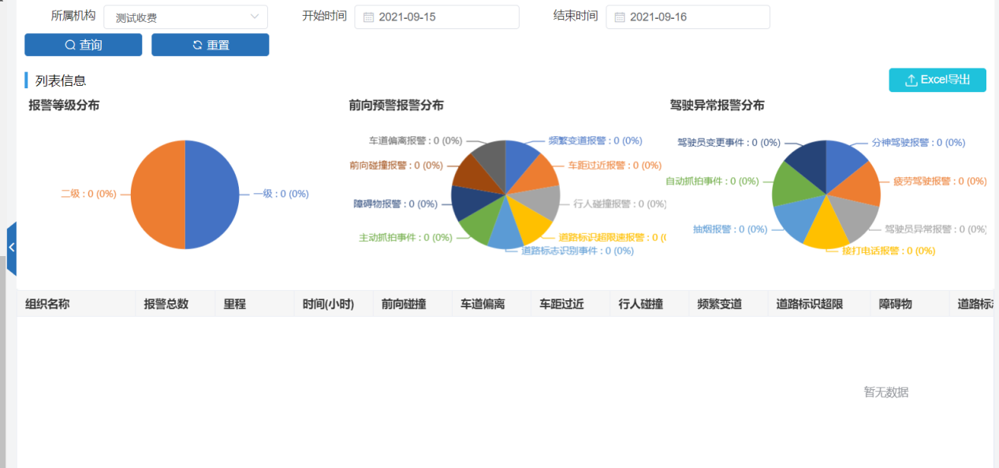 所属机构 测试收费 开始时间 2021-09-15 结束时间 2021-09-16
查询 重置
列表信息 Excel导出
报警等级分布 前向预警报警分布 驾驶异常报警分布
二级 : 0 (0%) 一级 : 0 (0%)
车道偏离报警 : 0 (0%) 频繁变道报警 : 0 (0%)
前向碰撞报警 : 0 (0%) 车距过近报警 : 0 (0%)
障碍物报警 : 0 (0%) 行人碰撞报警 : 0 (0%)
主动抓拍事件 : 0 (0%) 道路标识超限速报警 : 0 (
道路标志识别事件 : 0 (0%)
驾驶员变更事件 : 0 (0%) 分神驾驶报警 : 0 (0%)
自动抓拍事件 : 0 (0%) 疲劳驾驶报警 : 0 (0%)
抽烟报警 : 0 (0%) 驾驶员异常报警 : 0 (0%)
接打电话报警 : 0 (0%)
组织名称 报警总数 里程 时间(小时) 前向碰撞 车道偏离 车距过近 行人碰撞 频繁变道 道路标识超限 障碍物 道路标
暂无数据